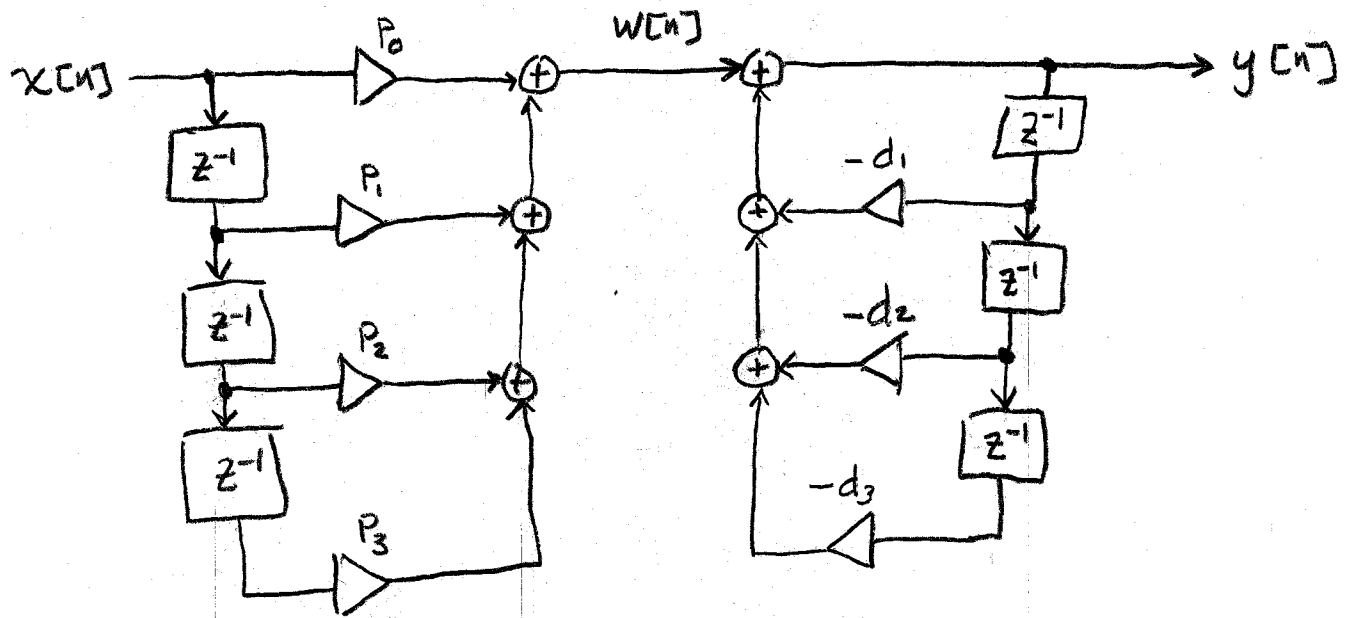 P₀
W[n]
x[n]
+
+
y[n]
z⁻¹
z⁻¹
P₁
-d₁
+
+
z⁻¹
z⁻¹
P₂
-d₂
+
+
z⁻¹
z⁻¹
P₃
-d₃